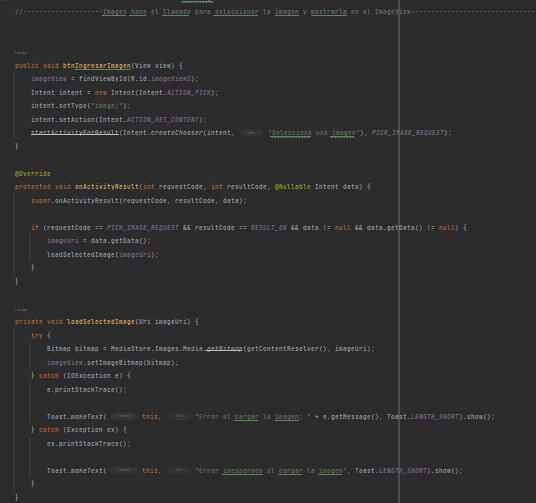 //--------------------Imagen hace el llamado para seleccionar la imagen y mostrarla en el ImageView------------------------
1 usage
public void btnIngresarImagen(View view) {
imageView = findViewById(R.id.imageView2);
Intent intent = new Intent(Intent.ACTION_PICK);
intent.setType("image/");
intent.setAction(Intent.ACTION_GET_CONTENT);
startActivityForResult(Intent.createChooser(intent, title: "Selecciona una imagen"), PICK_IMAGE_REQUEST);
}
@Override
protected void onActivityResult(int requestCode, int resultCode, @Nullable Intent data) {
super.onActivityResult(requestCode, resultCode, data);
if (requestCode == PICK_IMAGE_REQUEST && resultCode == RESULT_OK && data != null && data.getData() != null) {
imageUri = data.getData();
loadSelectedImage(imageUri);
}
}
1 usage
private void loadSelectedImage(Uri imageUri) {
try {
Bitmap bitmap = MediaStore.Images.Media.getBitmap(getContentResolver(), imageUri);
imageView.setImageBitmap(bitmap);
} catch (IOException e) {
e.printStackTrace();
Toast.makeText( context: this, text: "Error al cargar la imagen: " + e.getMessage(), Toast.LENGTH_SHORT).show();
} catch (Exception ex) {
ex.printStackTrace();
Toast.makeText( context: this, text: "Error inesperado al cargar la imagen", Toast.LENGTH_SHORT).show();
}
}